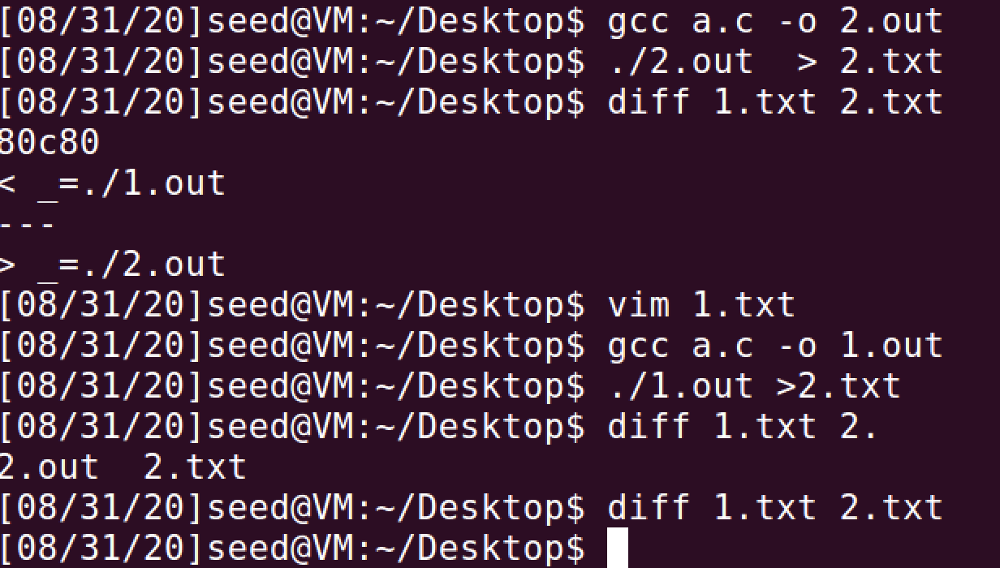 [08/31/20]seed@VM:~/Desktop$ gcc a.c -o 2.out
[08/31/20]seed@VM:~/Desktop$ ./2.out  > 2.txt
[08/31/20]seed@VM:~/Desktop$ diff 1.txt 2.txt
80c80
< _=./1.out
---
> _=./2.out
[08/31/20]seed@VM:~/Desktop$ vim 1.txt
[08/31/20]seed@VM:~/Desktop$ gcc a.c -o 1.out
[08/31/20]seed@VM:~/Desktop$ ./1.out >2.txt
[08/31/20]seed@VM:~/Desktop$ diff 1.txt 2.
2.out  2.txt
[08/31/20]seed@VM:~/Desktop$ diff 1.txt 2.txt
[08/31/20]seed@VM:~/Desktop$